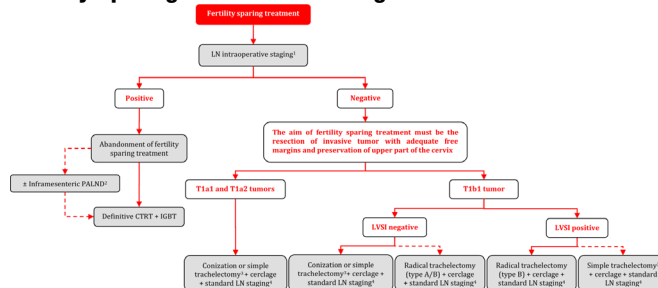 Fertility sparing treatment
LN intraoperative staging¹
Positive
Negative
Abandonment of fertility
sparing treatment
The aim of fertility sparing treatment must be the
resection of invasive tumor with adequate free
margins and preservation of upper part of the cervix
± Inframesenteric PALND²
Definitive CTRT + IGBT
T1a1 and T1a2 tumors
T1b1 tumor
LVSI negative
LVSI positive
Conization or simple
trachelectomy³ + cerclage
+ standard LN staging⁴
Conization or simple
trachelectomy³ + cerclage +
standard LN staging⁴
Radical trachelectomy
(type A/B) + cerclage
+ standard LN staging⁴
Radical trachelectomy
(type B) + cerclage +
standard LN staging⁴
Simple trachelectomy³
+ cerclage + standard
LN staging⁴